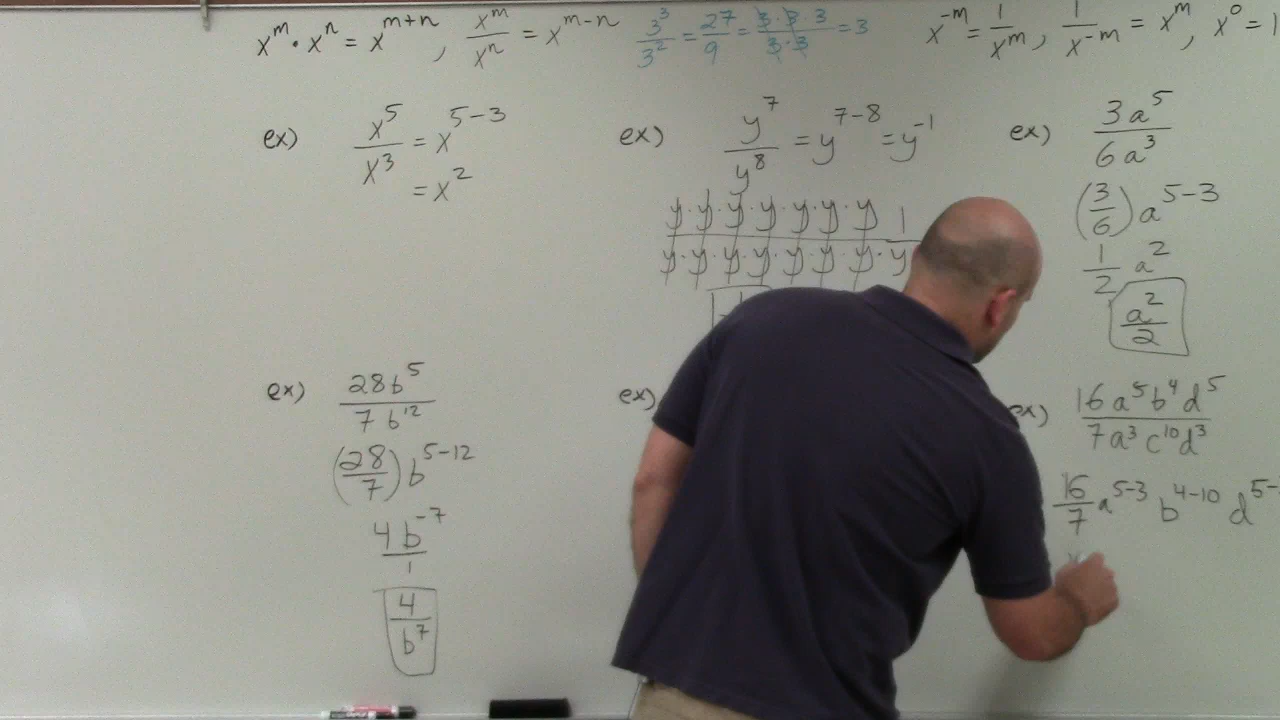 x^m · x^n = x^{m+n} , x^m/x^n = x^{m-n} 3^3/3^2 = 27/9 = 3·3·3/3·3 = 3 x^{-m} = 1/x^m , 1/x^{-m} = x^m , x^0 = 1
ex) x^5/x^3 = x^{5-3}
= x^2
ex) y^7/y^8 = y^{7-8} = y^{-1}
y·y·y·y·y·y·y 1
y·y·y·y·y·y·y·y
ex) 3a^5/6a^3
(3/6) a^{5-3}
1/2 a^2
a^2/2
ex) 28b^5/7b^{12}
(28/7) b^{5-12}
4b^{-7}/1
4/b^7
ex)
ex) 16a^5b^4d^5/7a^3c^{10}d^3
16/7 a^{5-3} b^{4-10} d^{5-